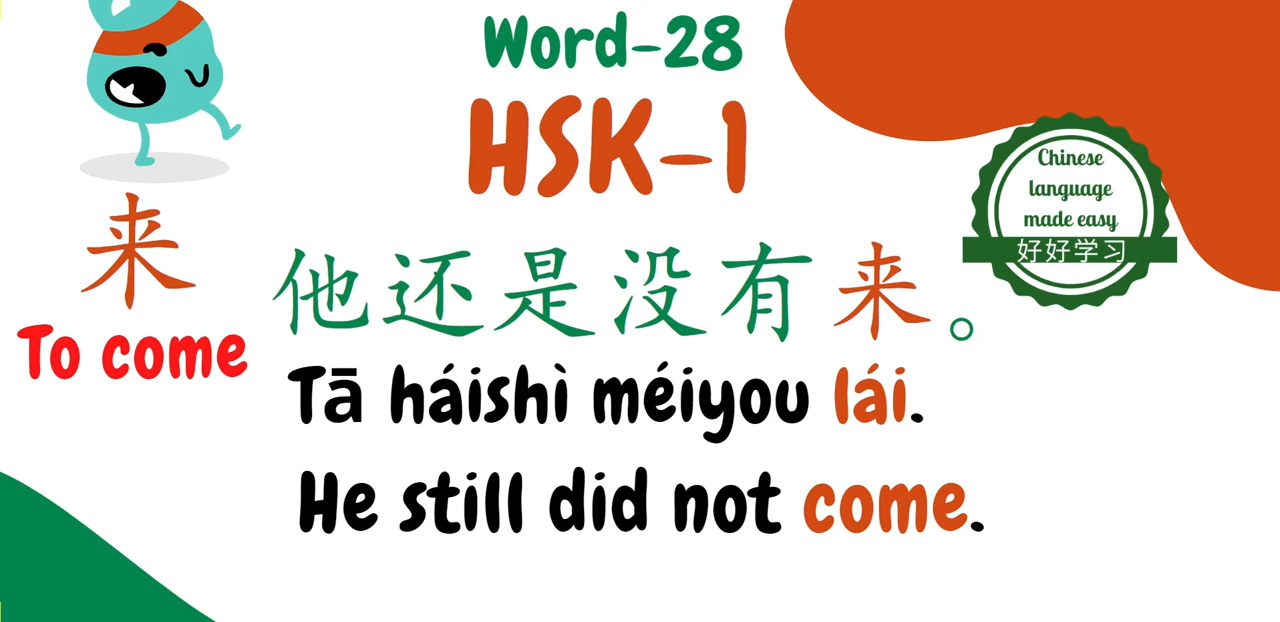 Word-28
HSK-1
Chinese
language
made easy
好好学习
来
To come
他还是没有来。
Tā háishì méiyou lái.
He still did not come.